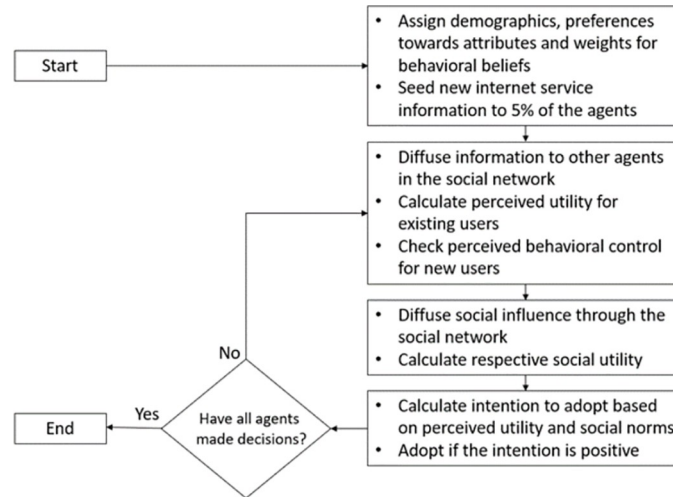 Start
• Assign demographics, preferences
towards attributes and weights for
behavioral beliefs
• Seed new internet service
information to 5% of the agents
• Diffuse information to other agents
in the social network
• Calculate perceived utility for
existing users
• Check perceived behavioral control
for new users
• Diffuse social influence through the
social network
• Calculate respective social utility
• Calculate intention to adopt based
on perceived utility and social norms
• Adopt if the intention is positive
Have all agents
made decisions?
No
Yes
End